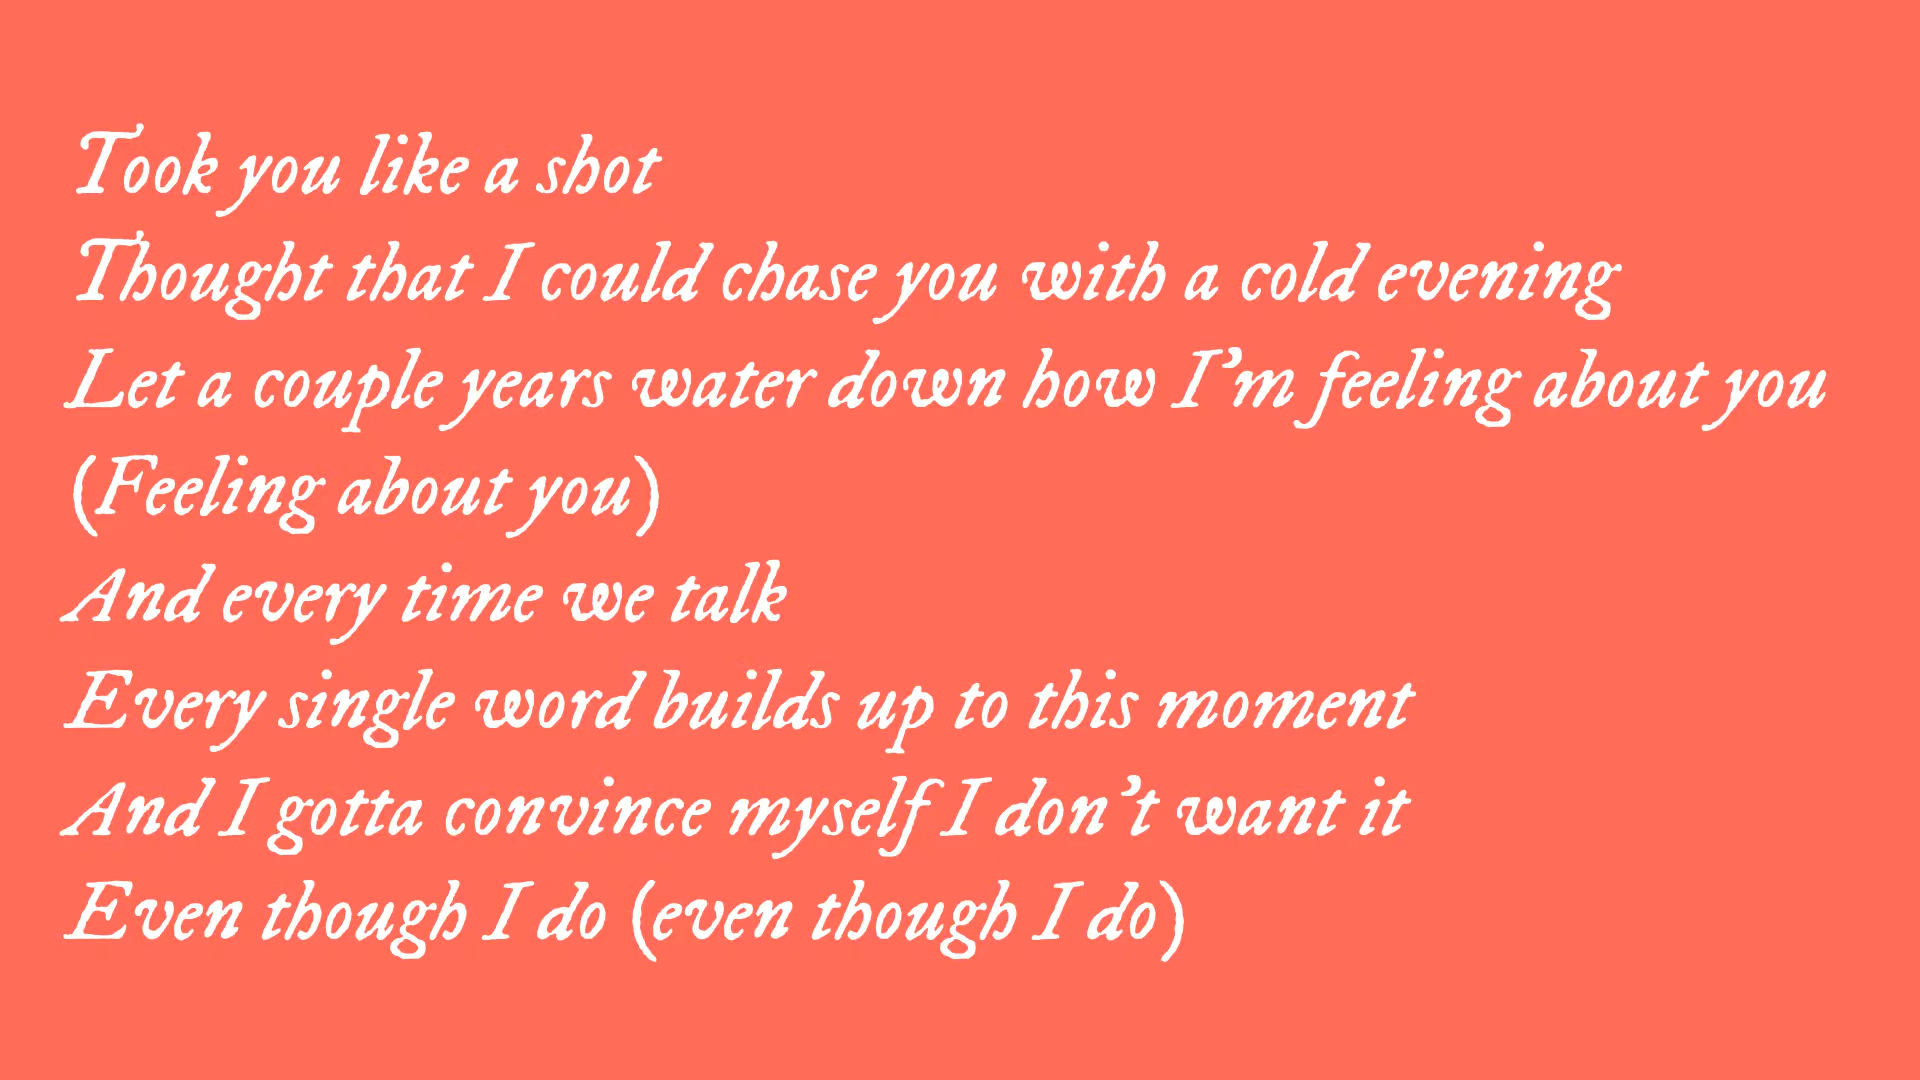 Took you like a shot
Thought that I could chase you with a cold evening
Let a couple years water down how I'm feeling about you
(Feeling about you)
And every time we talk
Every single word builds up to this moment
And I gotta convince myself I don't want it
Even though I do (even though I do)